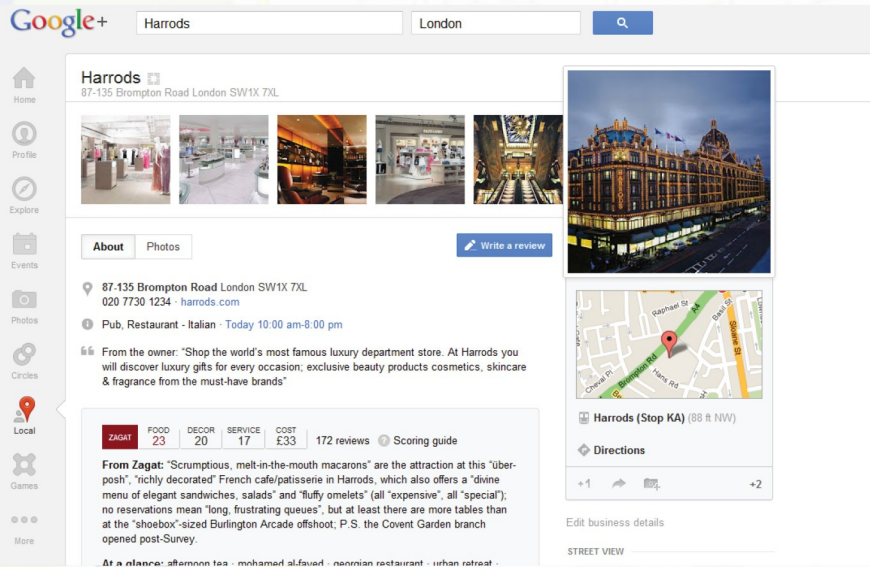 Google+
Harrods
London
Harrods
87-135 Brompton Road London SW1X 7XL
Home
Profile
Explore
Events
Photos
Circles
Local
Games
More
About
Photos
Write a review
87-135 Brompton Road London SW1X 7XL
020 7730 1234 · harrods.com
Pub, Restaurant - Italian · Today 10:00 am-8:00 pm
From the owner: “Shop the world’s most famous luxury department store. At Harrods you
will discover luxury gifts for every occasion; exclusive beauty products cosmetics, skincare
& fragrance from the must-have brands”
ZAGAT
FOOD DECOR SERVICE COST
23 20 17 £33 172 reviews ? Scoring guide
From Zagat: “Scrumptious, melt-in-the-mouth macarons” are the attraction at this “über-
posh”, “richly decorated” French cafe/patisserie in Harrods, which also offers a “divine
menu of elegant sandwiches, salads” and “fluffy omelets” (all “expensive”, all “special”);
no reservations mean “long, frustrating queues”, but at least there are more tables than
at the “shoebox”-sized Burlington Arcade offshoot; P.S. the Covent Garden branch
opened post-Survey.
At a glance: afternoon tea · mohamed al-fayed · georgian restaurant · urban retreat ·
Raphael St
A4
Basil St
Sloane St
Brompton Rd
Hans Rd
Cheval Pl
Harrods (Stop KA) (88 ft NW)
Directions
+1
+2
Edit business details
STREET VIEW